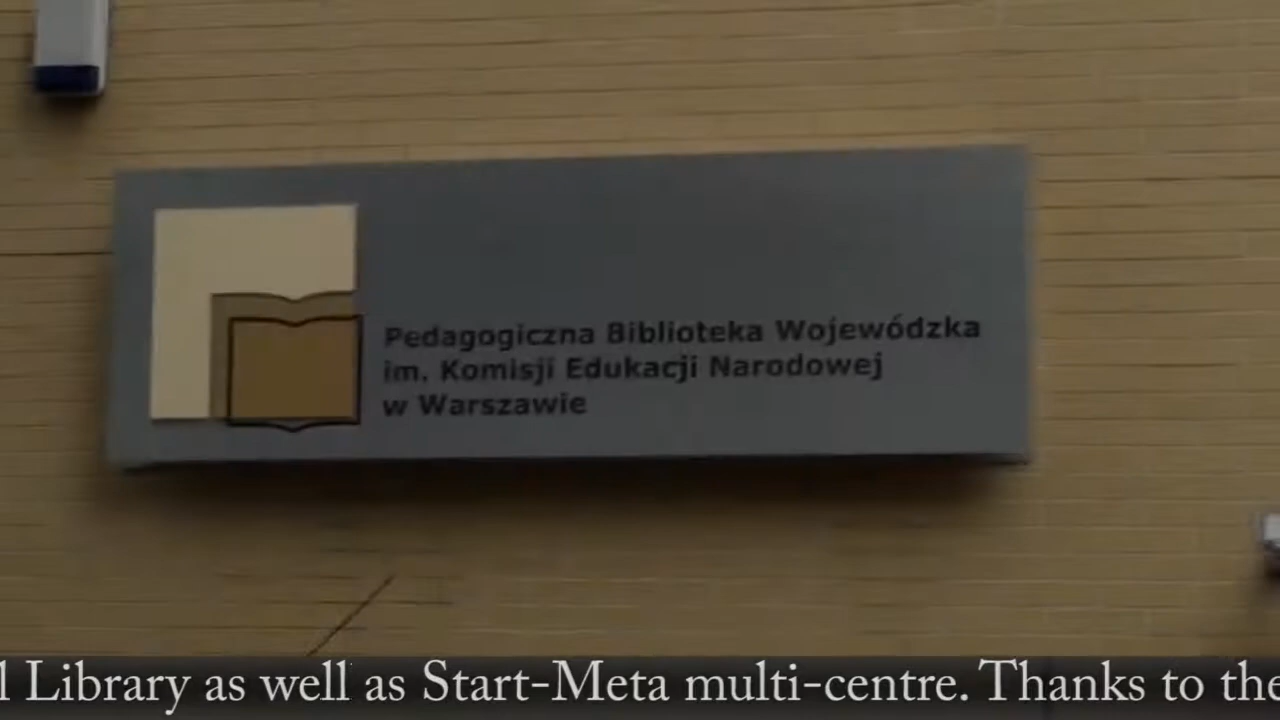 Pedagogiczna Biblioteka Wojewódzka
im. Komisji Edukacji Narodowej
w Warszawie
Library as well as Start-Meta multi-centre. Thanks to the